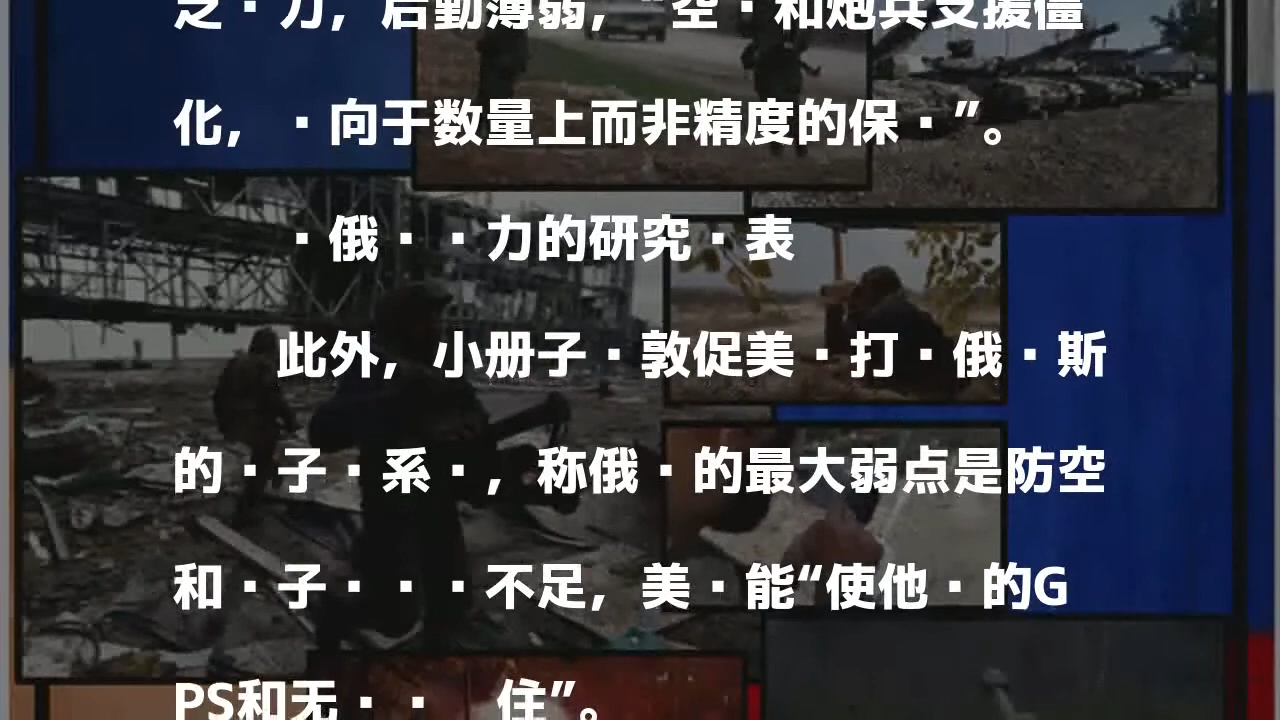 乏·力，后勤薄弱，“空·和炮兵支援僵
化，·向于数量上而非精度的保·”。
·俄··力的研究·表
此外，小册子·敦促美·打·俄·斯
的·子·系·，称俄·的最大弱点是防空
和·子···不足，美·能“使他·的G
PS和无·· 住”。